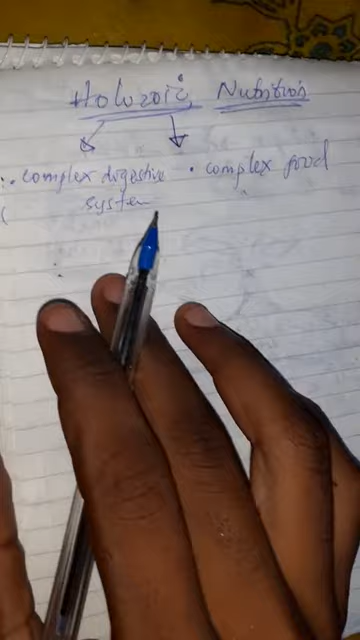 Holozoic Nutrition
• complex digestive • complex food
system